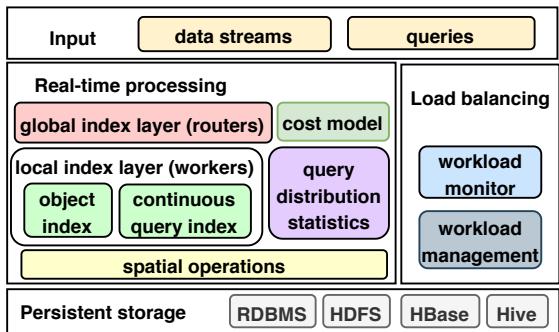 Input
data streams
queries
Real-time processing
global index layer (routers)
cost model
local index layer (workers)
object
index
continuous
query index
query
distribution
statistics
spatial operations
Load balancing
workload
monitor
workload
management
Persistent storage
RDBMS
HDFS
HBase
Hive